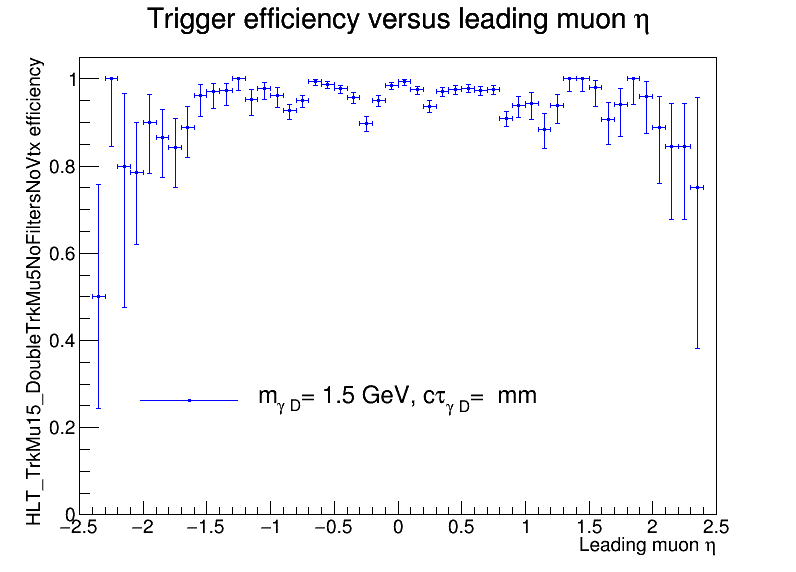 Trigger efficiency versus leading muon η
HLT_TrkMu15_DoubleTrkMu5NoFiltersNoVtx efficiency
1
0.8
0.6
0.4
0.2
0
m_γ D= 1.5 GeV, cτ_γ D=  mm
−2.5 −2 −1.5 −1 −0.5 0 0.5 1 1.5 2 2.5
Leading muon η